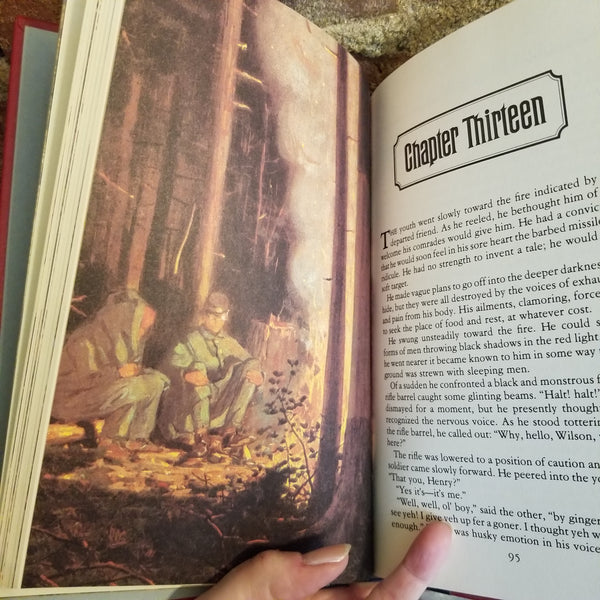 Chapter Thirteen
THE youth went slowly toward the fire indicated by
departed friend. As he reeled, he bethought him of
welcome his comrades would give him. He had a convic
that he would soon feel in his sore heart the barbed missile
ridicule. He had no strength to invent a tale; he would
soft target.
He made vague plans to go off into the deeper darkness
hide, but they were all destroyed by the voices of exhau
and pain from his body. His ailments, clamoring, force
to seek the place of food and rest, at whatever cost.
He swung unsteadily toward the fire. He could s
forms of men throwing black shadows in the red light
he went nearer it became known to him in some way
ground was strewn with sleeping men.
Of a sudden he confronted a black and monstrous f
rifle barrel caught some glinting beams. "Halt! halt!"
dismayed for a moment, but he presently though
recognized the nervous voice. As he stood totterin
the rifle barrel, he called out: "Why, hello, Wilson,
here?"
The rifle was lowered to a position of caution and
soldier came slowly forward. He peered into the yo
"That you, Henry?"
"Yes it's—it's me."
"Well, well, ol' boy," said the other, "by ginger
see yeh! I give yeh up fer a goner. I thought yeh w
enough." was husky emotion in his voice
95